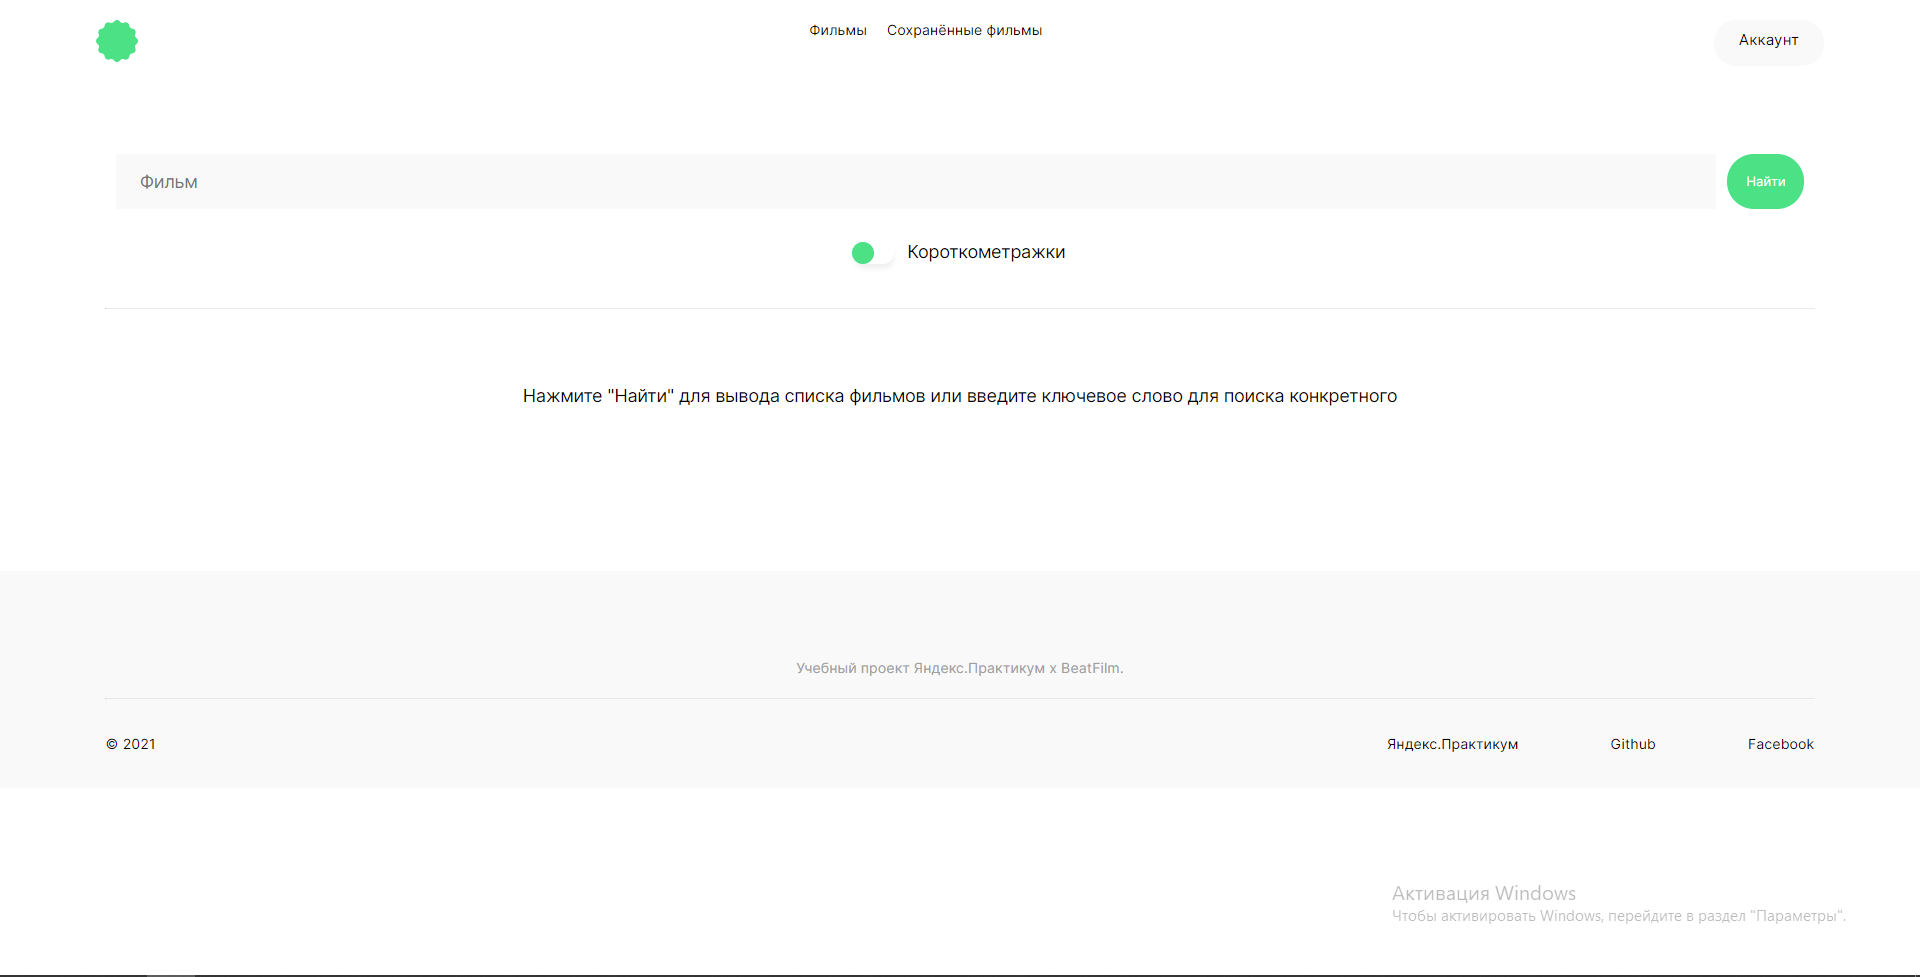 Фильмы Сохранённые фильмы Аккаунт
Фильм Найти
Короткометражки
Нажмите "Найти" для вывода списка фильмов или введите ключевое слово для поиска конкретного
Учебный проект Яндекс.Практикум x BeatFilm.
© 2021 Яндекс.Практикум Github Facebook
Активация Windows
Чтобы активировать Windows, перейдите в раздел "Параметры".